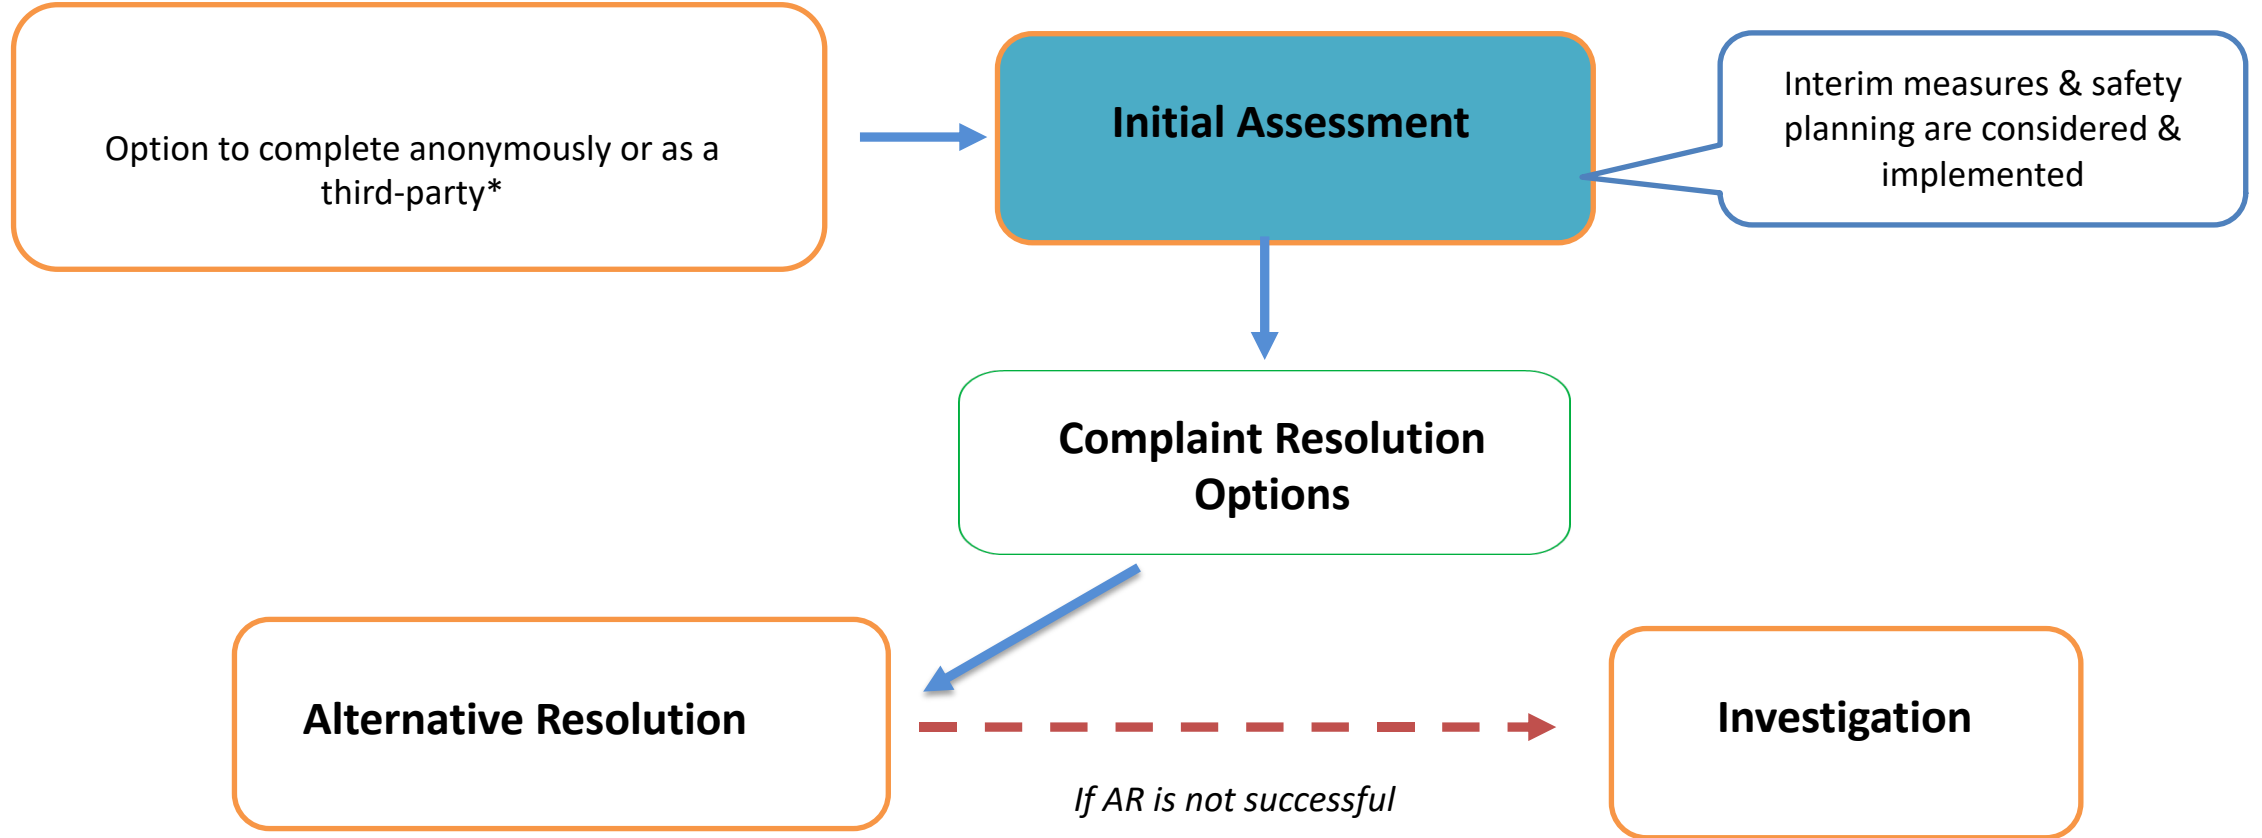 Option to complete anonymously or as a
third-party*
Initial Assessment
Interim measures & safety
planning are considered &
implemented
Complaint Resolution
Options
Alternative Resolution
If AR is not successful
Investigation